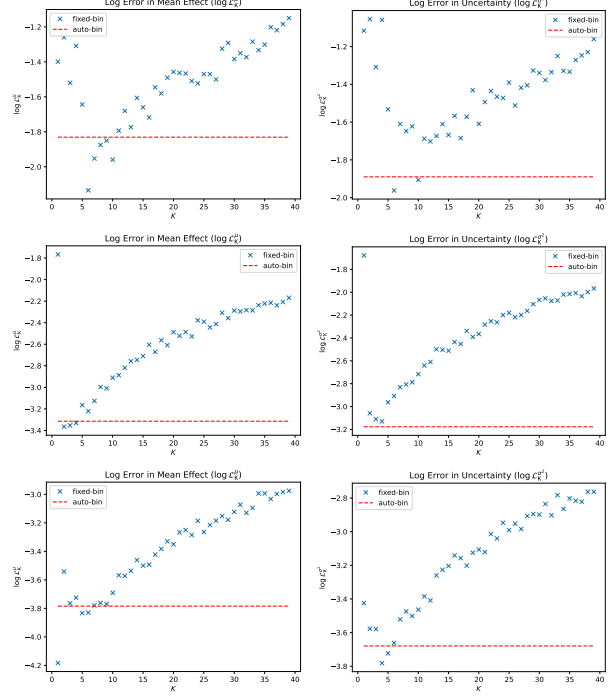 Log Error in Mean Effect (log ℒ_K^μ)
fixed-bin
auto-bin
log ℒ_K^μ
−1.2
−1.4
−1.6
−1.8
−2.0
0 5 10 15 20 25 30 35 40
K
Log Error in Uncertainty (log ℒ_K^σ²)
fixed-bin
auto-bin
log ℒ_K^σ²
−1.2
−1.4
−1.6
−1.8
−2.0
0 5 10 15 20 25 30 35 40
K
Log Error in Mean Effect (log ℒ_K^μ)
fixed-bin
auto-bin
log ℒ_K^μ
−1.8
−2.0
−2.2
−2.4
−2.6
−2.8
−3.0
−3.2
−3.4
0 5 10 15 20 25 30 35 40
K
Log Error in Uncertainty (log ℒ_K^σ²)
fixed-bin
auto-bin
log ℒ_K^σ²
−1.8
−2.0
−2.2
−2.4
−2.6
−2.8
−3.0
−3.2
0 5 10 15 20 25 30 35 40
K
Log Error in Mean Effect (log ℒ_K^μ)
fixed-bin
auto-bin
log ℒ_K^μ
−3.0
−3.2
−3.4
−3.6
−3.8
−4.0
−4.2
0 5 10 15 20 25 30 35 40
K
Log Error in Uncertainty (log ℒ_K^σ²)
fixed-bin
auto-bin
log ℒ_K^σ²
−2.8
−3.0
−3.2
−3.4
−3.6
−3.8
0 5 10 15 20 25 30 35 40
K